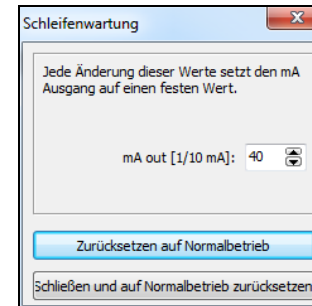 Schleifenwartung
Jede Änderung dieser Werte setzt den mA
Ausgang auf einen festen Wert.
mA out [1/10 mA]: 40
Zurücksetzen auf Normalbetrieb
Schließen und auf Normalbetrieb zurücksetzen